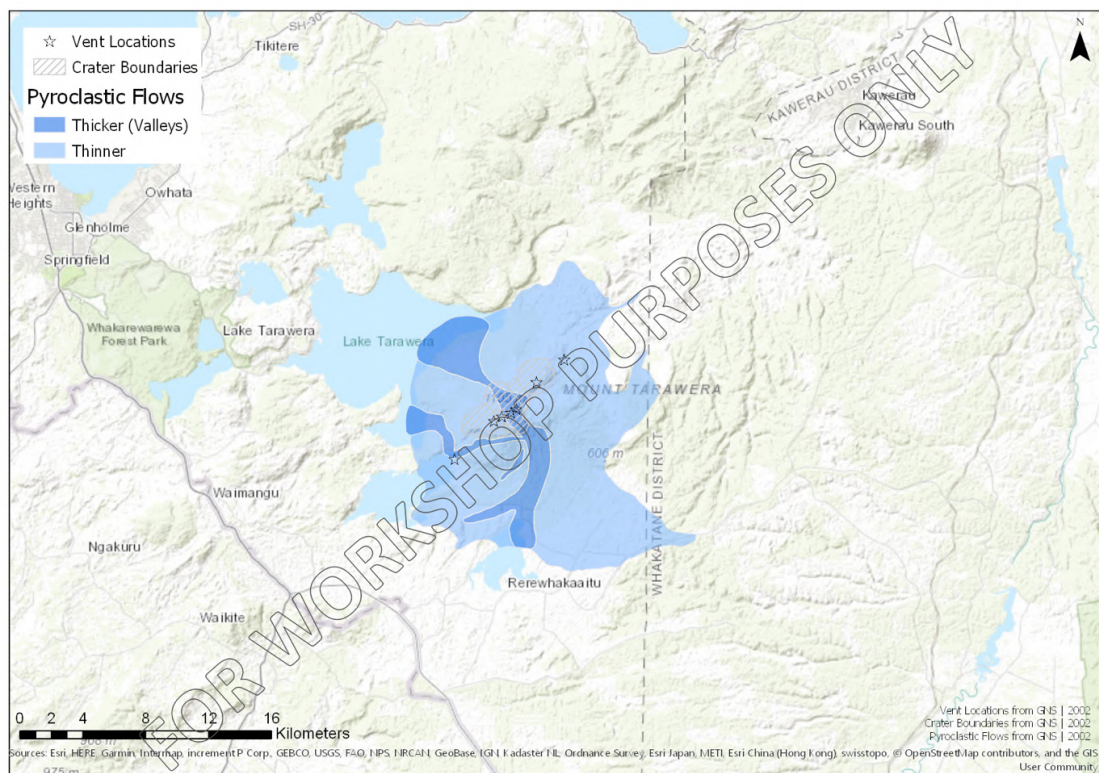 N
SH-30
Tikitere
Vent Locations
Crater Boundaries
Pyroclastic Flows
Thicker (Valleys)
Thinner
KAWERAU DISTRICT
Kawerau
Kawerau South
Western
Heights
Owhata
Glenholme
Springfield
Whakarewarewa
Forest Park
Lake Tarawera
Lake Tarawera
MOUNT TARAWERA
606 m
WHAKATANE DISTRICT
Waimangu
Ngakuru
Rerewhakaaitu
Waikite
FOR WORKSHOP PURPOSES ONLY
0 2 4 8 12 16
Kilometers
Vent Locations from GNS | 2002
Crater Boundaries from GNS | 2002
Pyroclastic Flows from GNS | 2002
Sources: Esri, HERE, Garmin, Intermap, increment P Corp., GEBCO, USGS, FAO, NPS, NRCAN, GeoBase, IGN, Kadaster NL, Ordnance Survey, Esri Japan, METI, Esri China (Hong Kong), swisstopo, © OpenStreetMap contributors, and the GIS
User Community
975 m